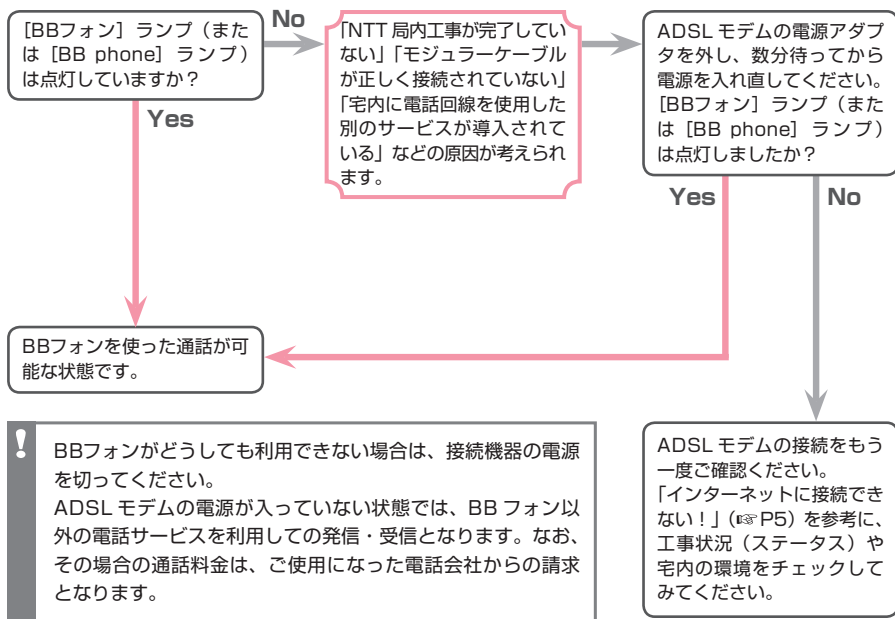 [BBフォン] ランプ（また
は [BB phone] ランプ）
は点灯していますか？
No
Yes
「NTT 局内工事が完了してい
ない」「モジュラーケーブル
が正しく接続されていない」
「宅内に電話回線を使用した
別のサービスが導入されて
いる」などの原因が考えられ
ます。
ADSL モデムの電源アダプ
タを外し、数分待ってから
電源を入れ直してください。
[BBフォン] ランプ（また
は [BB phone] ランプ）
は点灯しましたか？
Yes
No
BBフォンを使った通話が可
能な状態です。
!
BBフォンがどうしても利用できない場合は、接続機器の電源
を切ってください。
ADSL モデムの電源が入っていない状態では、BB フォン以
外の電話サービスを利用しての発信・受信となります。なお、
その場合の通話料金は、ご使用になった電話会社からの請求
となります。
ADSL モデムの接続をもう
一度ご確認ください。
「インターネットに接続でき
ない！」（☞P5）を参考に、
工事状況（ステータス）や
宅内の環境をチェックして
みてください。